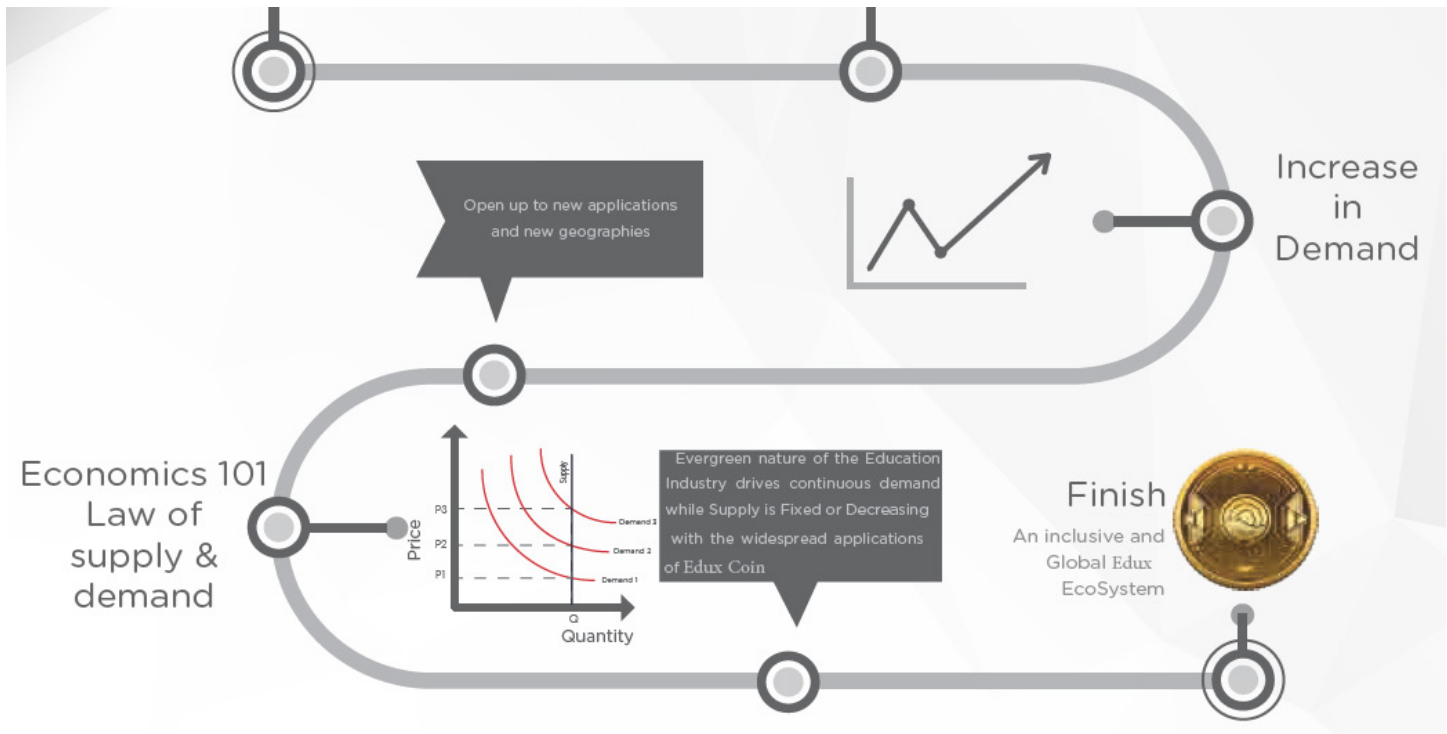 Increase
in
Demand
Open up to new applications
and new geographies
Economics 101
Law of
supply &
demand
Price
P3
P2
P1
Supply
Demand 3
Demand 2
Demand 1
Q
Quantity
Evergreen nature of the Education
Industry drives continuous demand
while Supply is Fixed or Decreasing
with the widespread applications
of Edux Coin
Finish
An inclusive and
Global Edux
EcoSystem